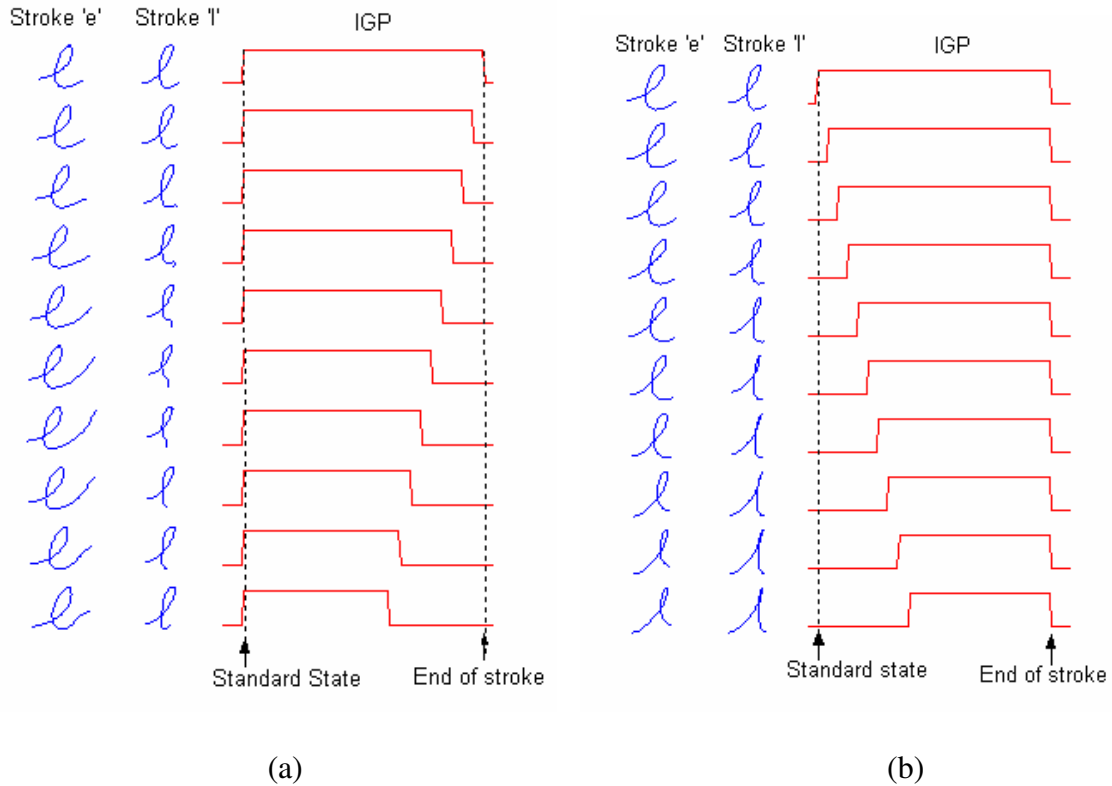 Stroke 'e' Stroke 'l' IGP
Standard State End of stroke
(a)
Stroke 'e' Stroke 'l' IGP
Standard state End of stroke
(b)